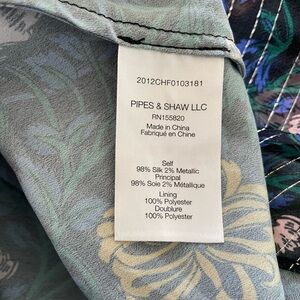 2012CHF0103181
PIPES & SHAW LLC
RN155820
Made in China
Fabriqué en Chine
Self
98% Silk 2% Metallic
Principal
98% Soie 2% Métallique
Lining
100% Polyester
Doublure
100% Polyester